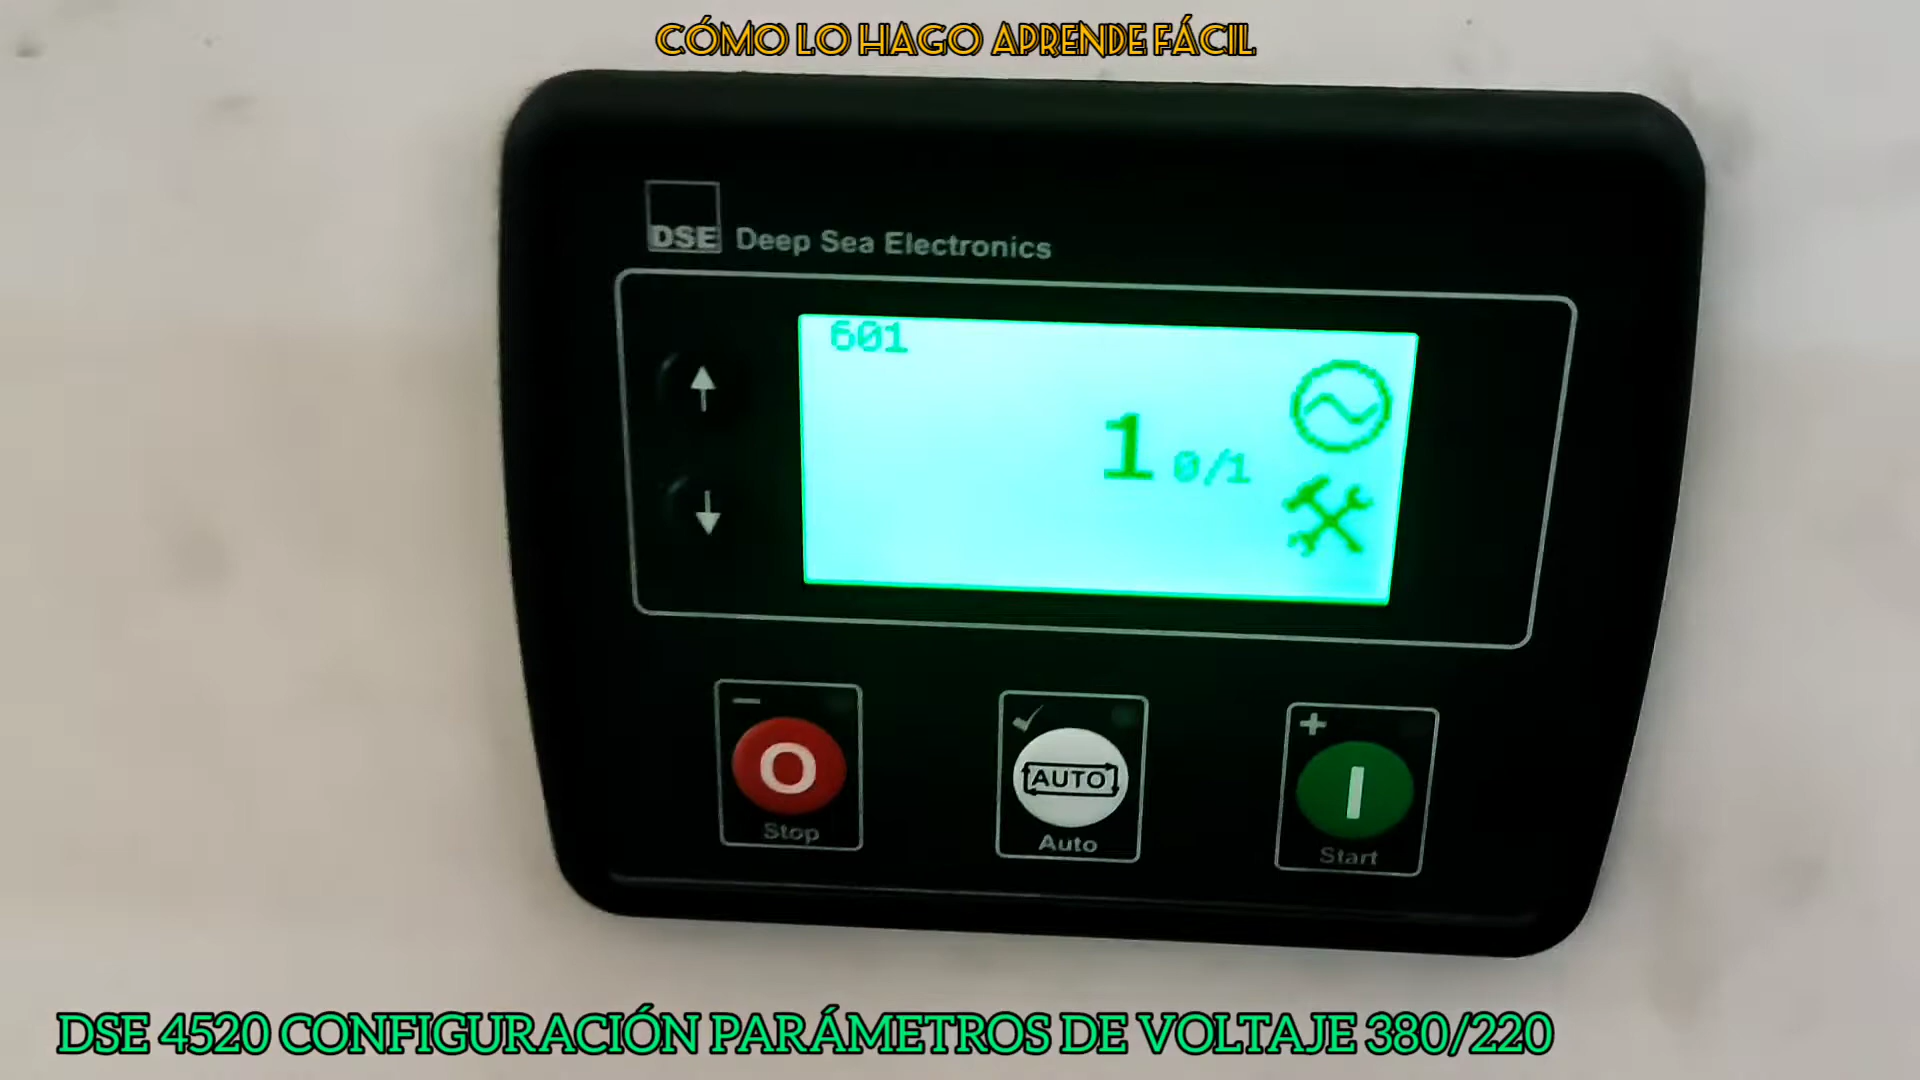 CÓMO LO HAGO APRENDE FÁCIL
DSE Deep Sea Electronics
601
1 0/1
O
Stop
AUTO
Auto
I
Start
DSE 4520 CONFIGURACIÓN PARÁMETROS DE VOLTAJE 380/220